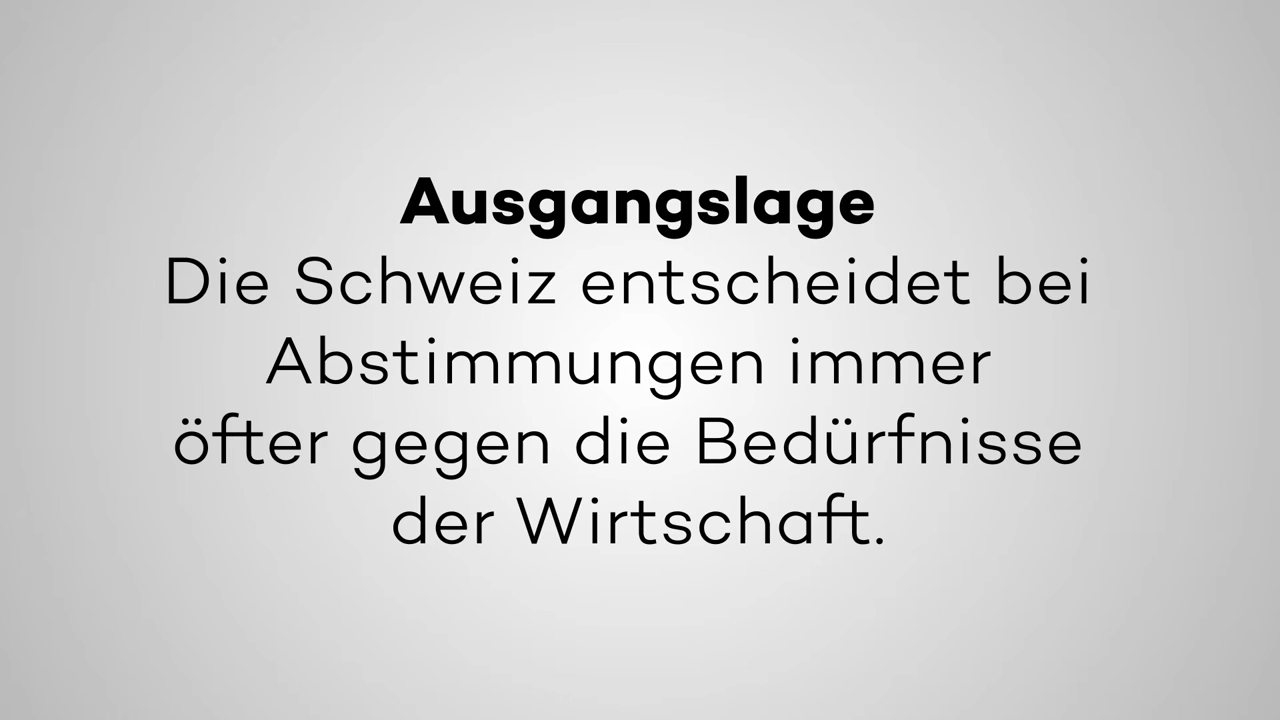 Ausgangslage
Die Schweiz entscheidet bei
Abstimmungen immer
öfter gegen die Bedürfnisse
der Wirtschaft.